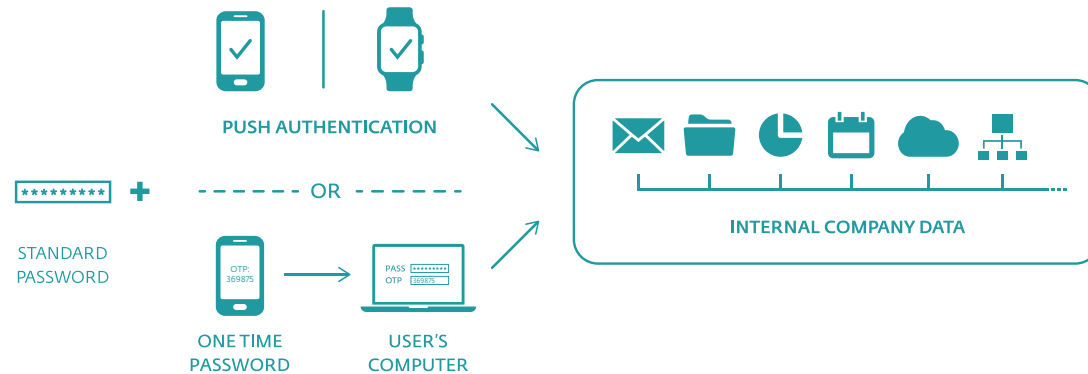 PUSH AUTHENTICATION
*********
+
OR
STANDARD
PASSWORD
OTP:
369875
PASS *********
OTP 369875
ONE TIME
PASSWORD
USER'S
COMPUTER
INTERNAL COMPANY DATA